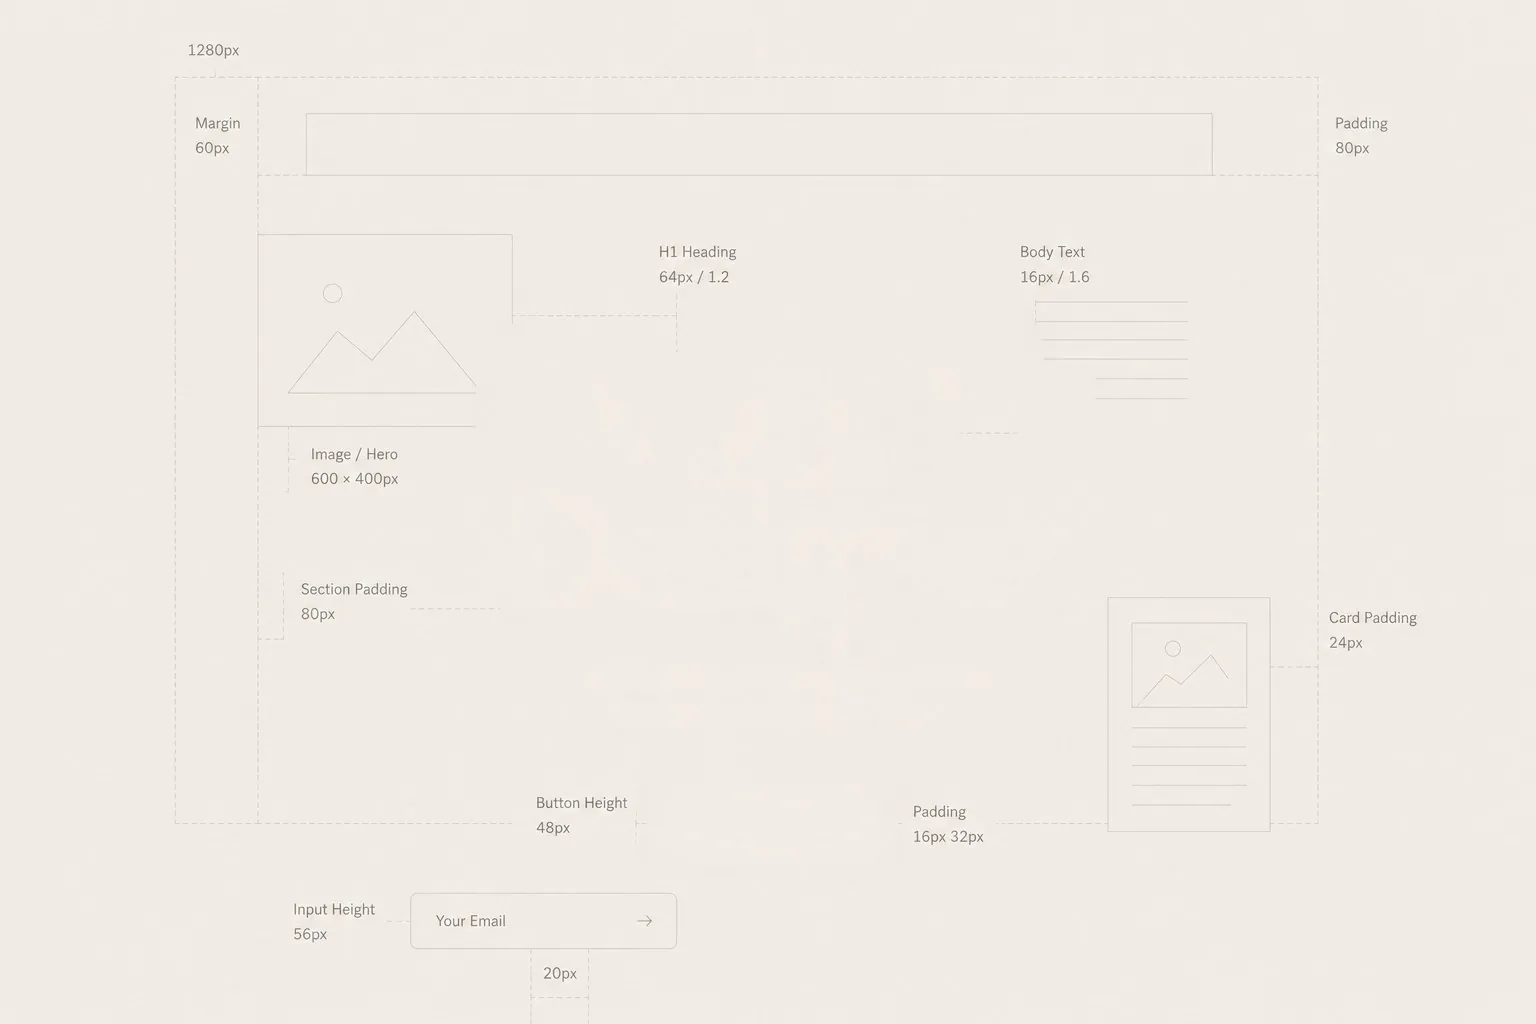 1280px
Margin
60px
Padding
80px
H1 Heading
64px / 1.2
Body Text
16px / 1.6
Image / Hero
600 × 400px
Section Padding
80px
Card Padding
24px
Button Height
48px
Padding
16px 32px
Input Height
56px
Your Email
20px